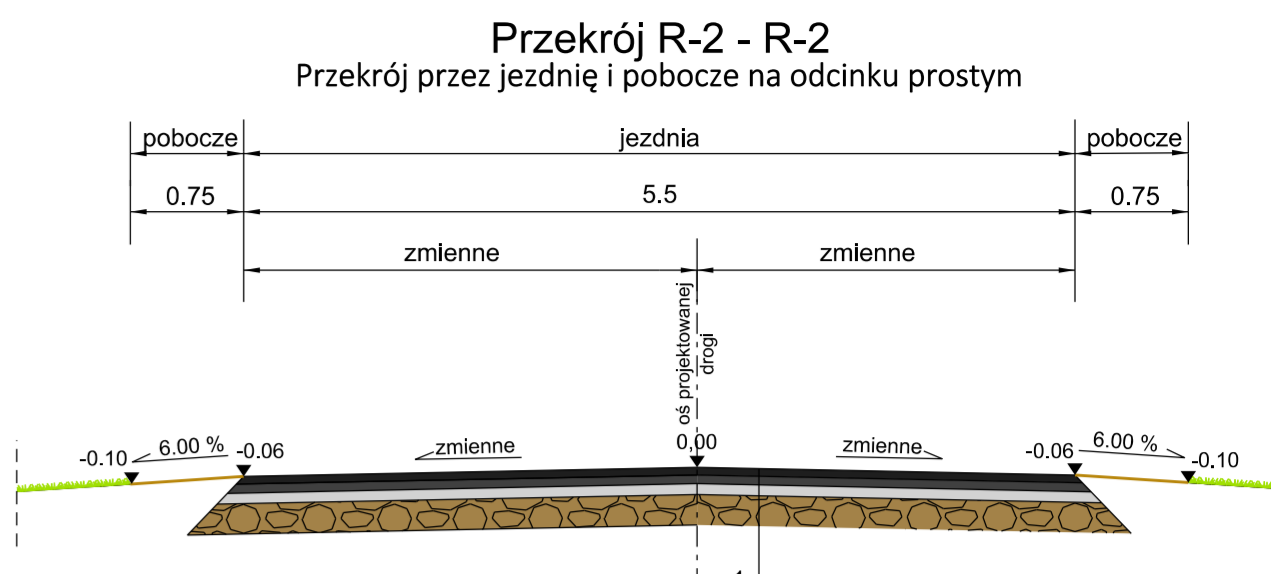 Przekrój R-2 - R-2
Przekrój przez jezdnię i pobocze na odcinku prostym
pobocze jezdnia pobocze
0.75 5.5 0.75
zmienne zmienne
oś projektowanej
drogi
-0.10 6.00 % -0.06 zmienne 0,00 zmienne -0.06 6.00 % -0.10